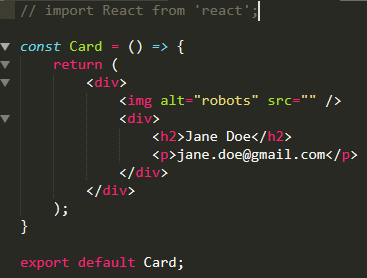 // import React from 'react';
const Card = () => {
return (
<div>
<img alt="robots" src="" />
<div>
<h2>Jane Doe</h2>
<p>jane.doe@gmail.com</p>
</div>
</div>
);
}
export default Card;